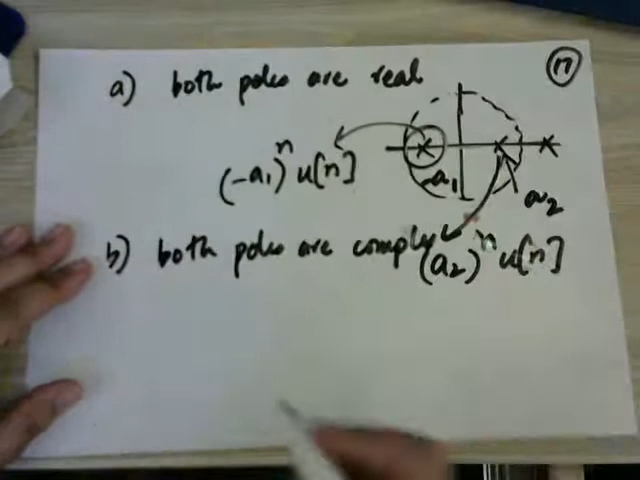 17
a) both poles are real
(-a₁)ⁿ u[n]
-a₁
a₂
b) both poles are complex
(a₂)ⁿ u[n]